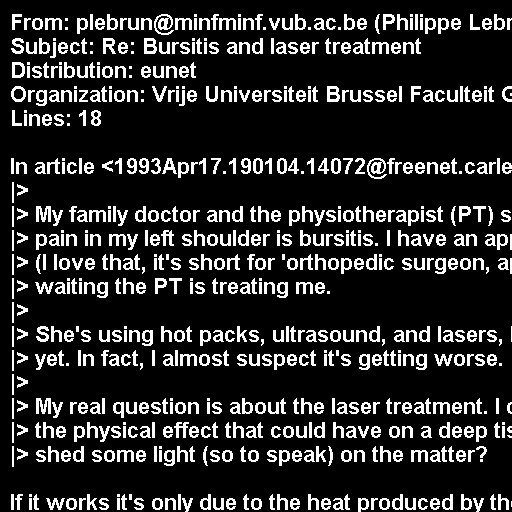 From: plebrun@minfminf.vub.ac.be (Philippe Lebr
Subject: Re: Bursitis and laser treatment
Distribution: eunet
Organization: Vrije Universiteit Brussel Faculteit G
Lines: 18

In article <1993Apr17.190104.14072@freenet.carle
|>
|> My family doctor and the physiotherapist (PT) s
|> pain in my left shoulder is bursitis. I have an app
|> (I love that, it's short for 'orthopedic surgeon, a
|> waiting the PT is treating me.
|>
|> She's using hot packs, ultrasound, and lasers,
|> yet. In fact, I almost suspect it's getting worse.
|>
|> My real question is about the laser treatment. I
|> the physical effect that could have on a deep tis
|> shed some light (so to speak) on the matter?

If it works it's only due to the heat produced by th